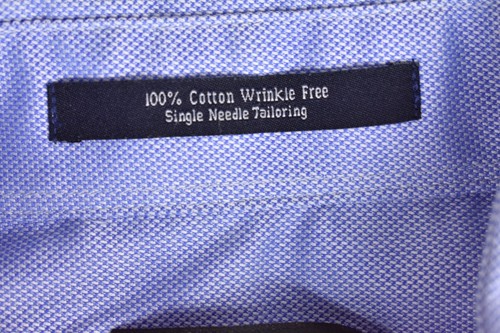 100% Cotton Wrinkle Free
Single Needle Tailoring